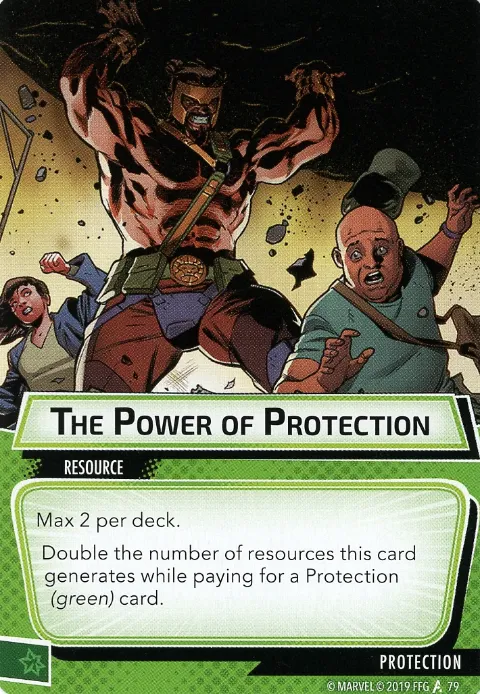 THE POWER OF PROTECTION
RESOURCE
Max 2 per deck.
Double the number of resources this card
generates while paying for a Protection
(green) card.
PROTECTION
© MARVEL © 2019 FFG 79